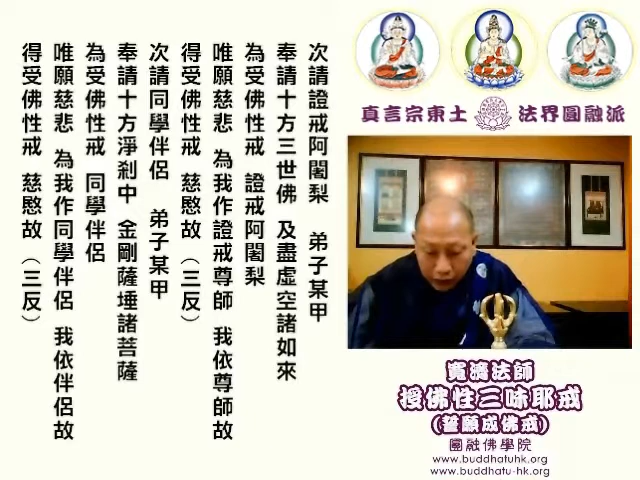 次請證戒阿闍梨 弟子某甲
奉請十方三世佛 及盡虛空諸如來
為受佛性戒 證戒阿闍梨
唯願慈悲 為我作證戒尊師 我依尊師故
得受佛性戒 慈愍故（三反）
次請同學伴侶 弟子某甲
奉請十方淨剎中 金剛薩埵諸菩薩
為受佛性戒 同學伴侶
唯願慈悲 為我作同學伴侶 我依伴侶故
得受佛性戒 慈愍故（三反）
真言宗東土 法界圓融派
寬濟法師
授佛性三昧耶戒
(誓願成佛戒)
圓融佛學院
www.buddhatuhk.org
www.buddhatu-hk.org